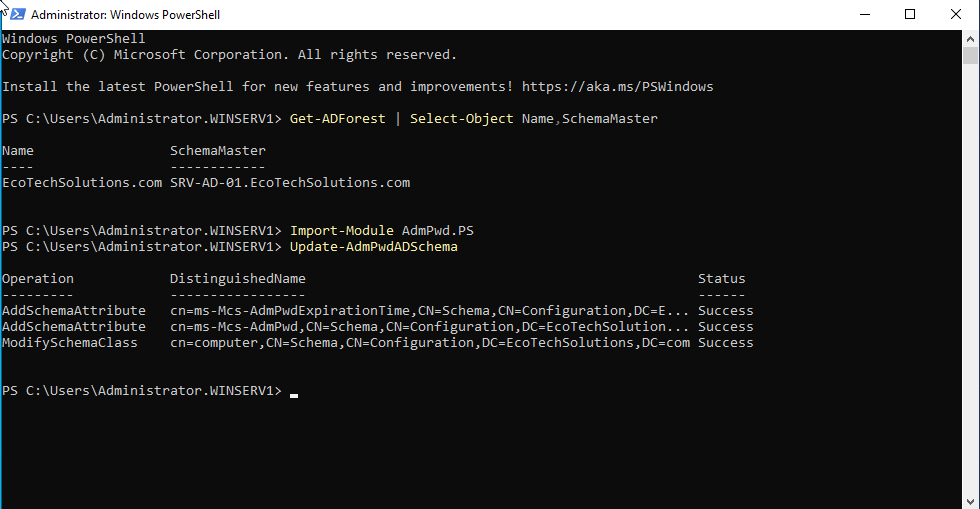 Administrator: Windows PowerShell
Windows PowerShell
Copyright (C) Microsoft Corporation. All rights reserved.
Install the latest PowerShell for new features and improvements! https://aka.ms/PSWindows
PS C:\Users\Administrator.WINSERV1> Get-ADForest | Select-Object Name,SchemaMaster
Name                 SchemaMaster
----                 ------------
EcoTechSolutions.com SRV-AD-01.EcoTechSolutions.com
PS C:\Users\Administrator.WINSERV1> Import-Module AdmPwd.PS
PS C:\Users\Administrator.WINSERV1> Update-AdmPwdADSchema
Operation            DistinguishedName                                                 Status
---------            -----------------                                                 ------
AddSchemaAttribute   cn=ms-Mcs-AdmPwdExpirationTime,CN=Schema,CN=Configuration,DC=E... Success
AddSchemaAttribute   cn=ms-Mcs-AdmPwd,CN=Schema,CN=Configuration,DC=EcoTechSolution... Success
ModifySchemaClass    cn=computer,CN=Schema,CN=Configuration,DC=EcoTechSolutions,DC=com Success
PS C:\Users\Administrator.WINSERV1>